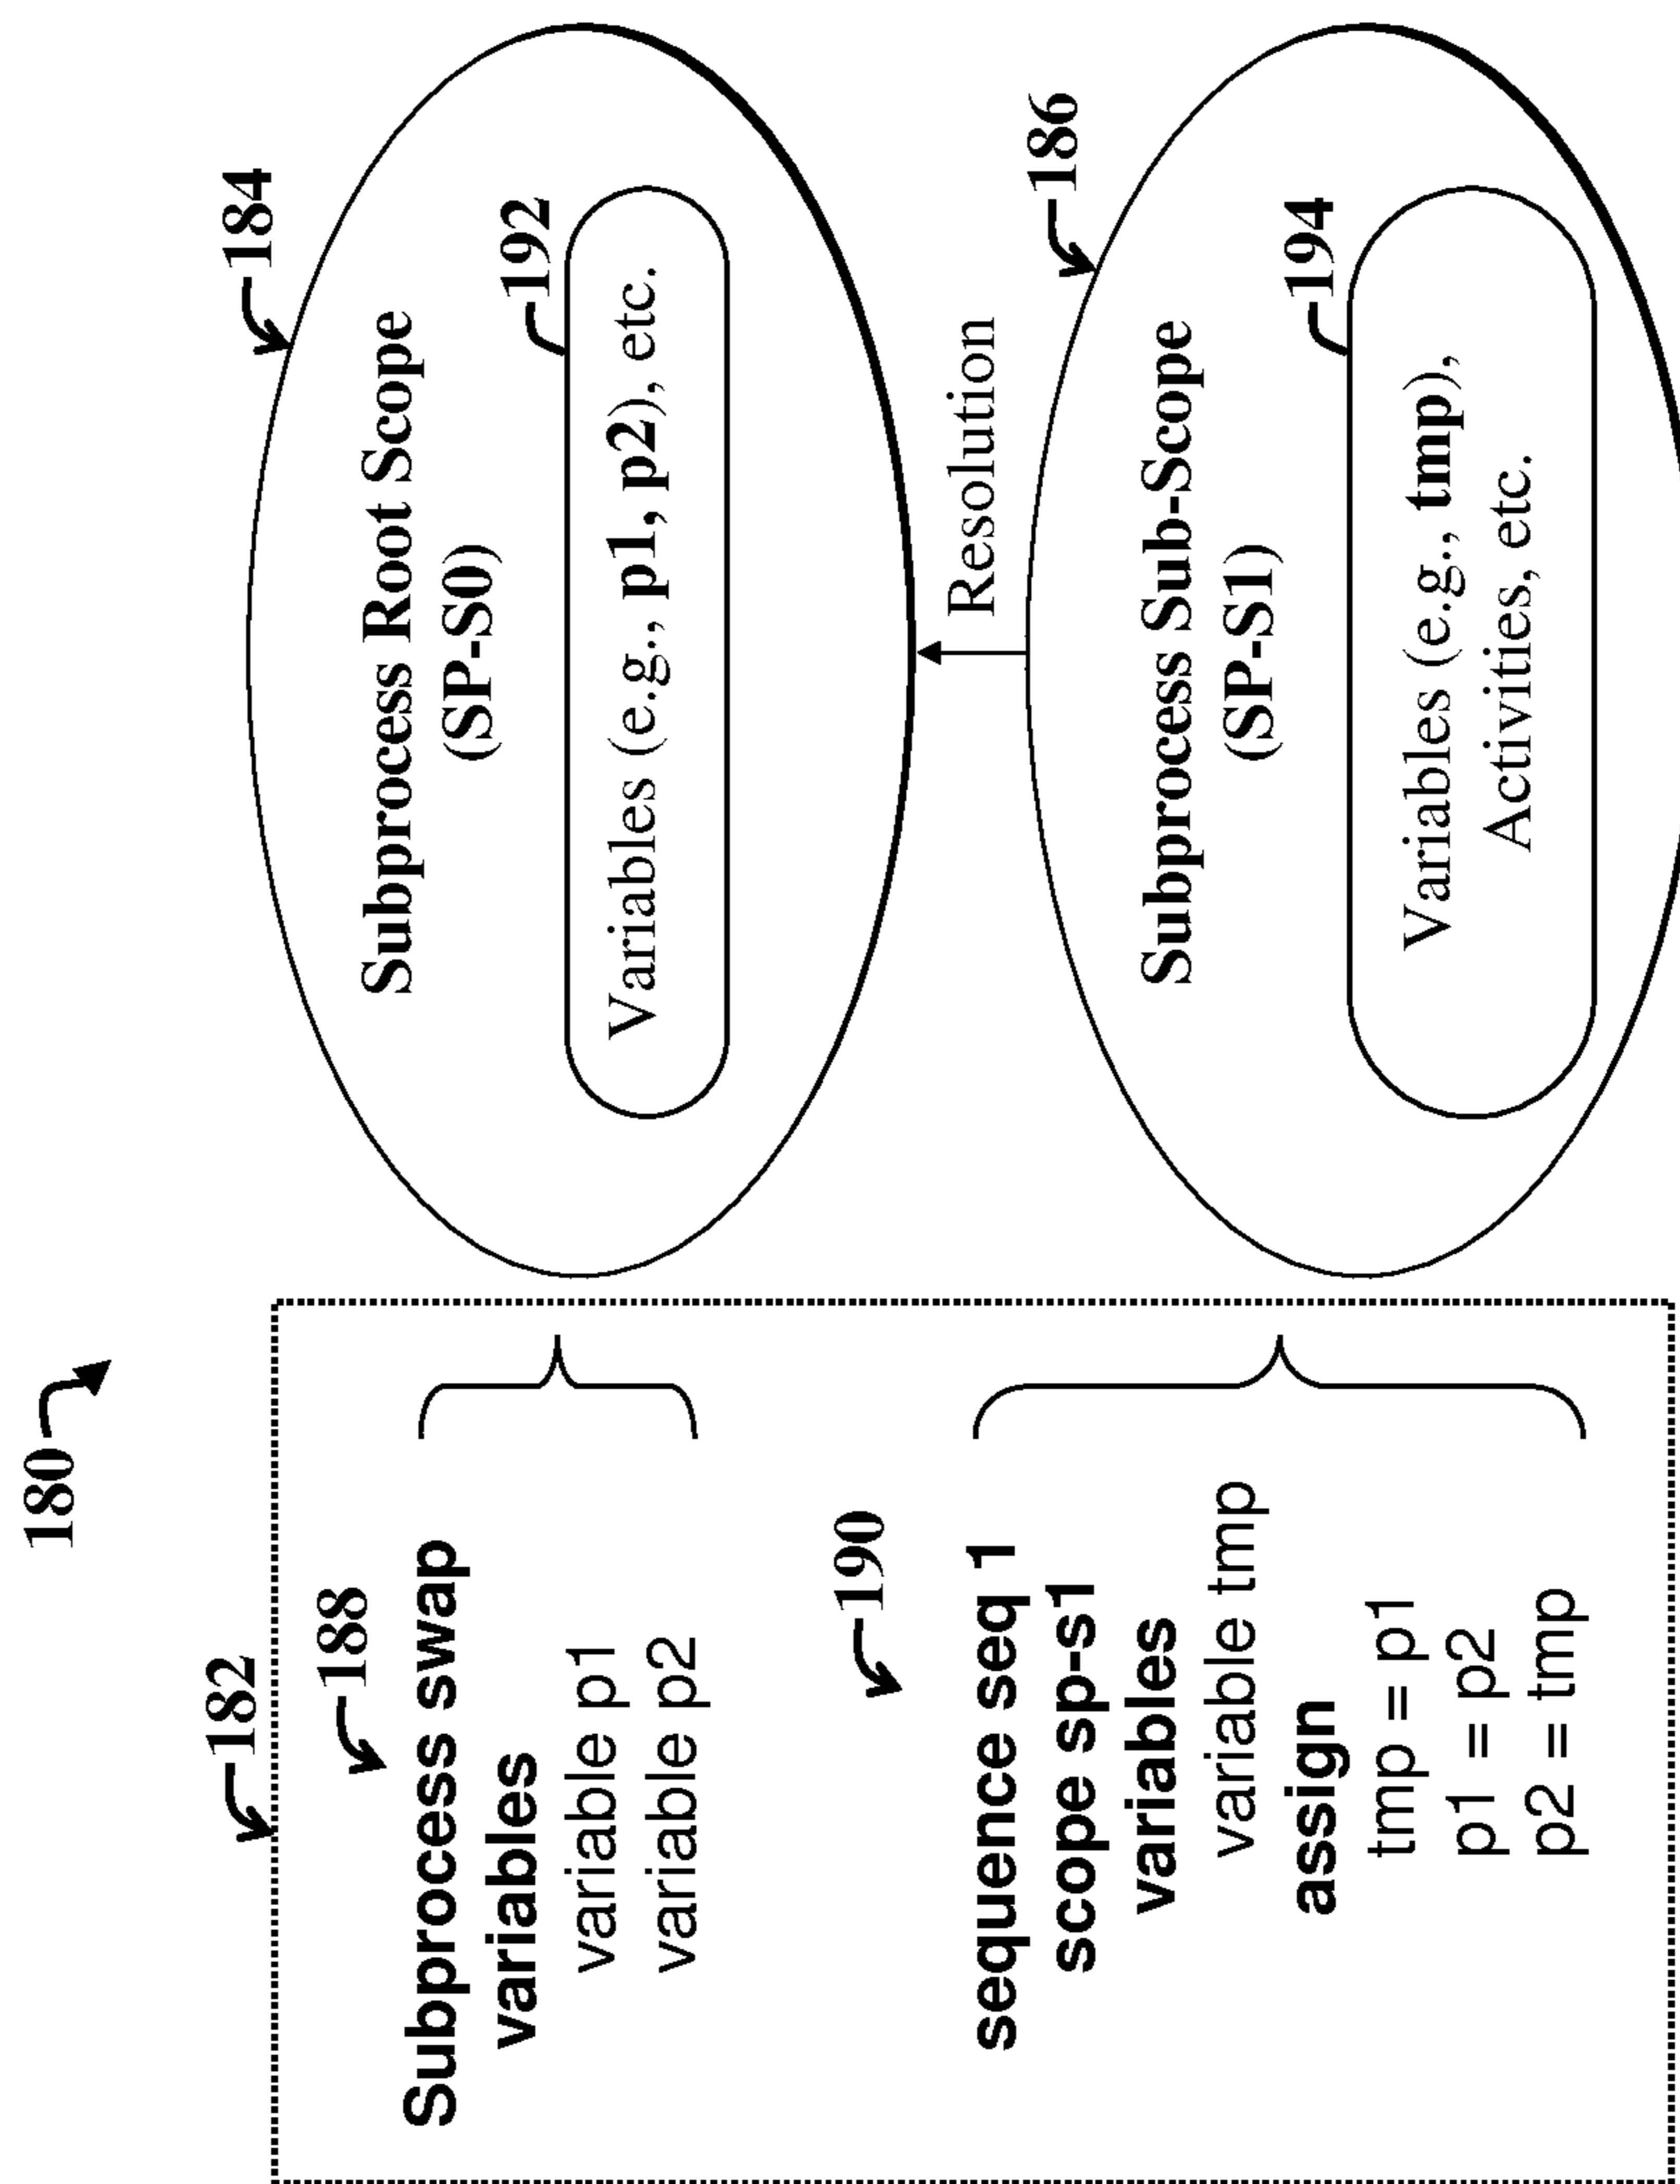 180
182
188
Subprocess swap
variables
variable p1
variable p2
190
sequence seq 1
scope sp-s1
variables
variable tmp
assign
tmp = p1
p1 = p2
p2 = tmp
184
Subprocess Root Scope
(SP-S0)
192
Variables (e.g., p1, p2), etc.
Resolution
186
Subprocess Sub-Scope
(SP-S1)
194
Variables (e.g., tmp),
Activities, etc.